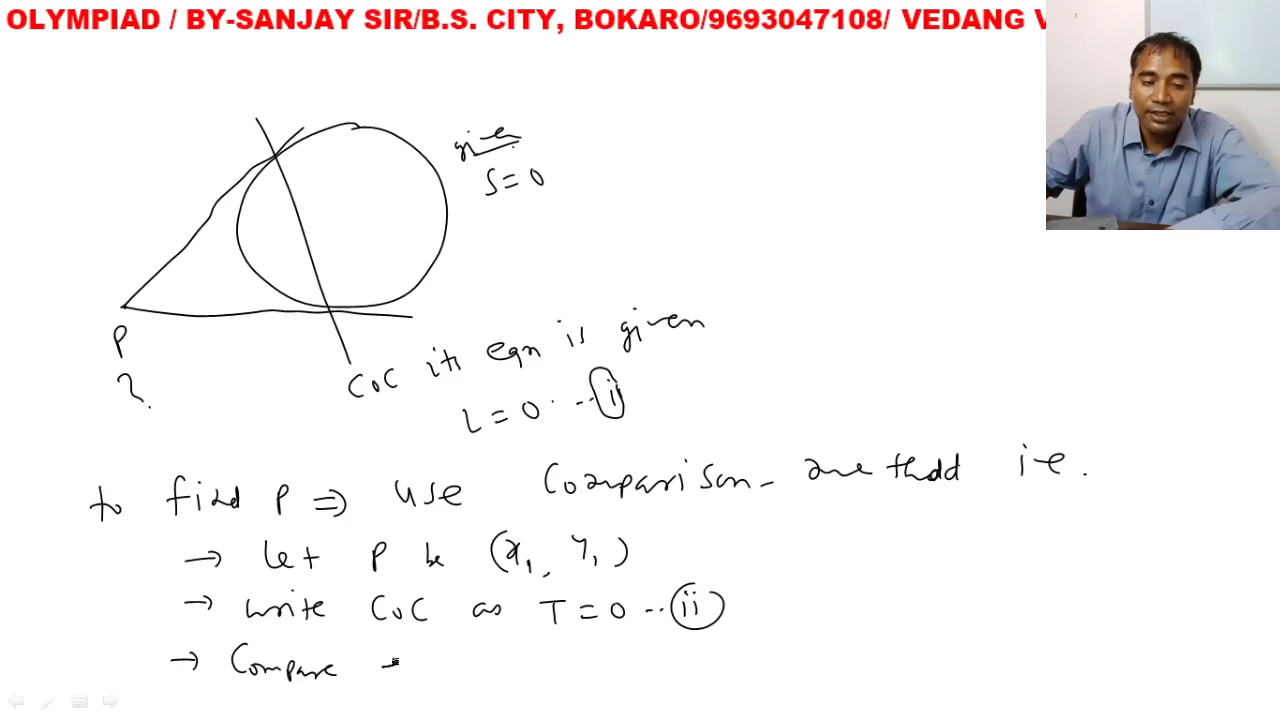 OLYMPIAD / BY-SANJAY SIR/B.S. CITY, BOKARO/9693047108/ VEDANG V
given
S = 0
P
?
CoC its eqn is given
L = 0 --- (i)
to find P ⇒ use Comparison - method i.e.
→ Let P be (x₁, y₁)
→ write CoC as T = 0 -- (ii)
→ Compare